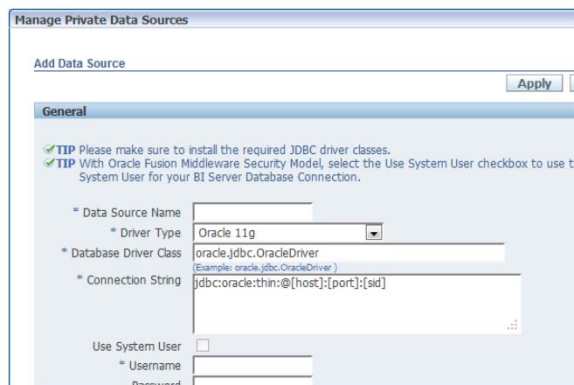 Manage Private Data Sources
Add Data Source
Apply
General
TIP Please make sure to install the required JDBC driver classes.
TIP With Oracle Fusion Middleware Security Model, select the Use System User checkbox to use t
System User for your BI Server Database Connection.
* Data Source Name
* Driver Type Oracle 11g
* Database Driver Class oracle.jdbc.OracleDriver
(Example: oracle.jdbc.OracleDriver )
* Connection String jdbc:oracle:thin:@[host]:[port]:[sid]
Use System User
* Username
Password